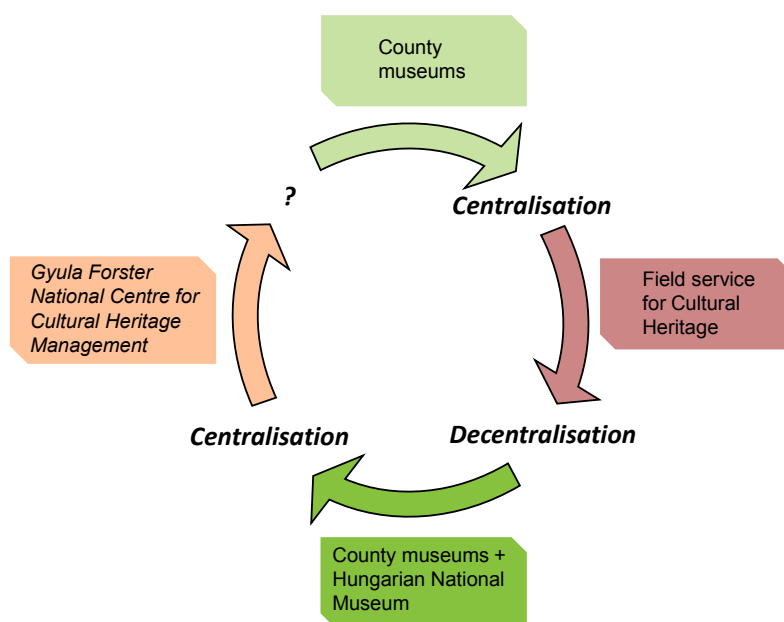 County
museums
?
Centralisation
Gyula Forster
National Centre for
Cultural Heritage
Management
Field service
for Cultural
Heritage
Centralisation
Decentralisation
County museums +
Hungarian National
Museum